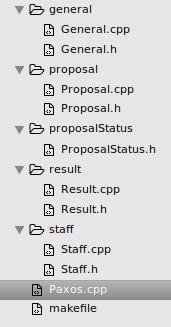 general
General.cpp
General.h
proposal
Proposal.cpp
Proposal.h
proposalStatus
ProposalStatus.h
result
Result.cpp
Result.h
staff
Staff.cpp
Staff.h
Paxos.cpp
makefile